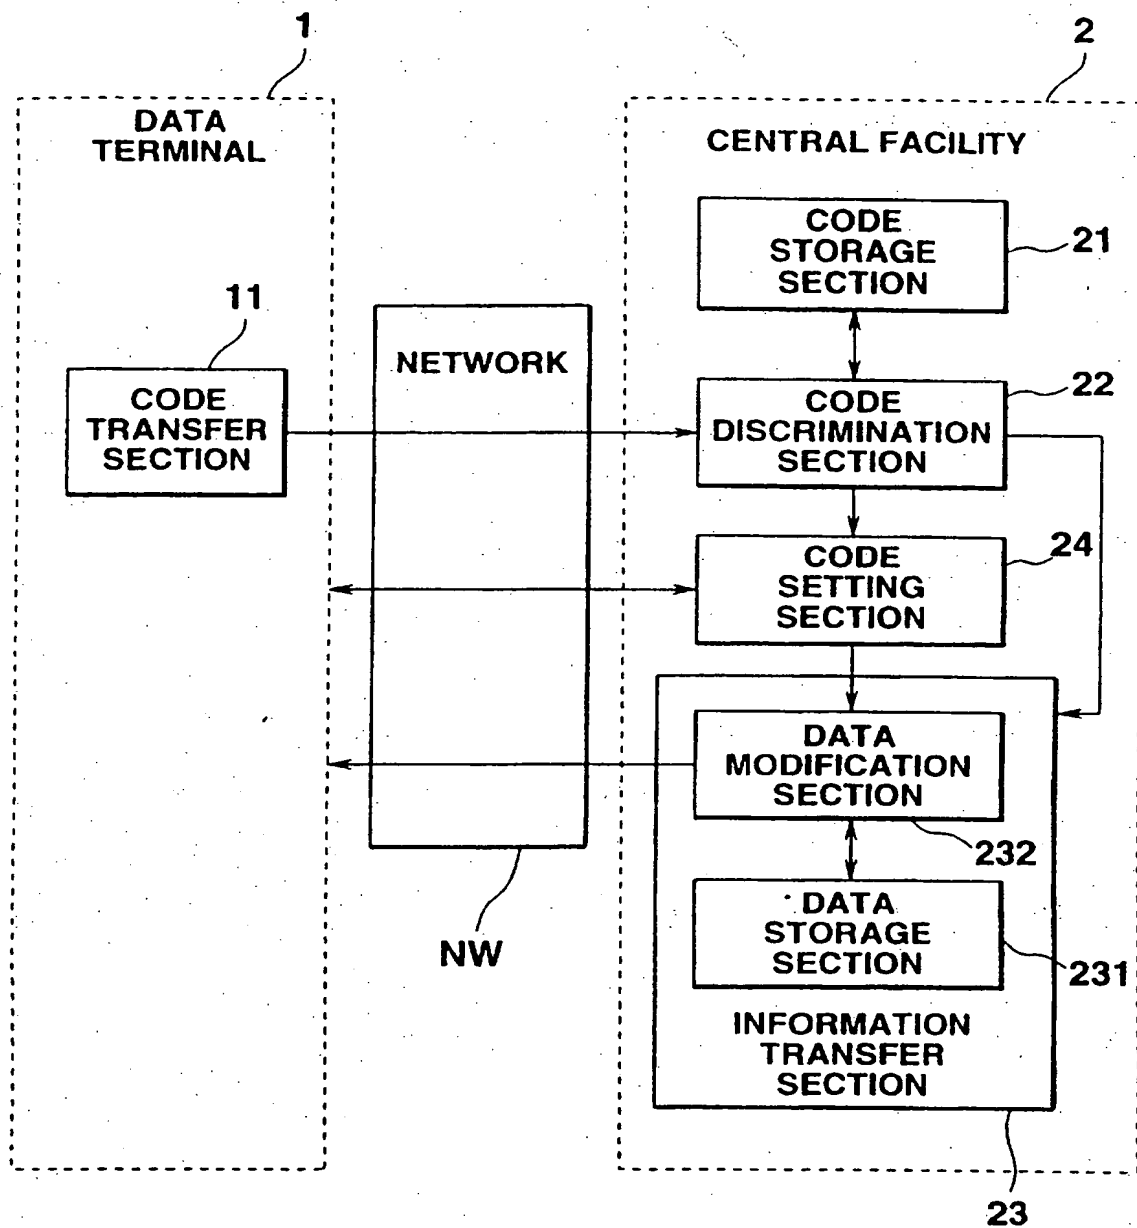 1
2
DATA
TERMINAL
CENTRAL FACILITY
CODE
STORAGE
SECTION
21
11
NETWORK
CODE
TRANSFER
SECTION
CODE
DISCRIMINATION
SECTION
22
CODE
SETTING
SECTION
24
DATA
MODIFICATION
SECTION
232
DATA
STORAGE
SECTION
231
NW
INFORMATION
TRANSFER
SECTION
23